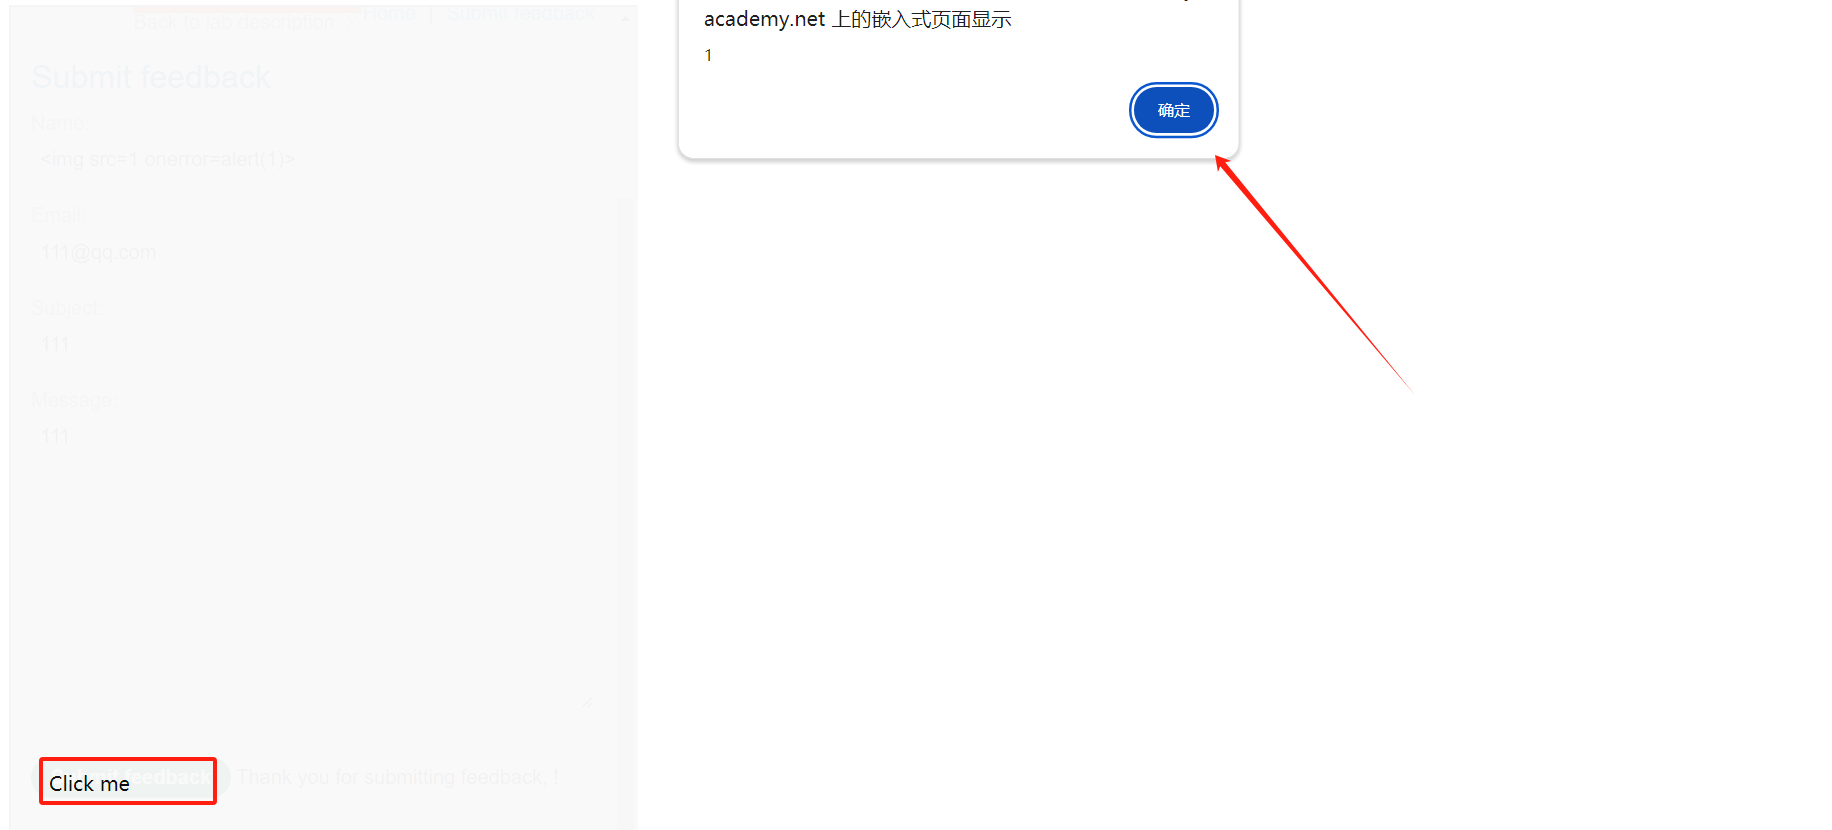 Back to lab description
Home | Submit feedback
Submit feedback
Name:
<img src=1 onerror=alert(1)>
Email:
111@qq.com
Subject:
111
Message:
111
Click me
feedback
Thank you for submitting feedback, !
academy.net 上的嵌入式页面显示
1
确定